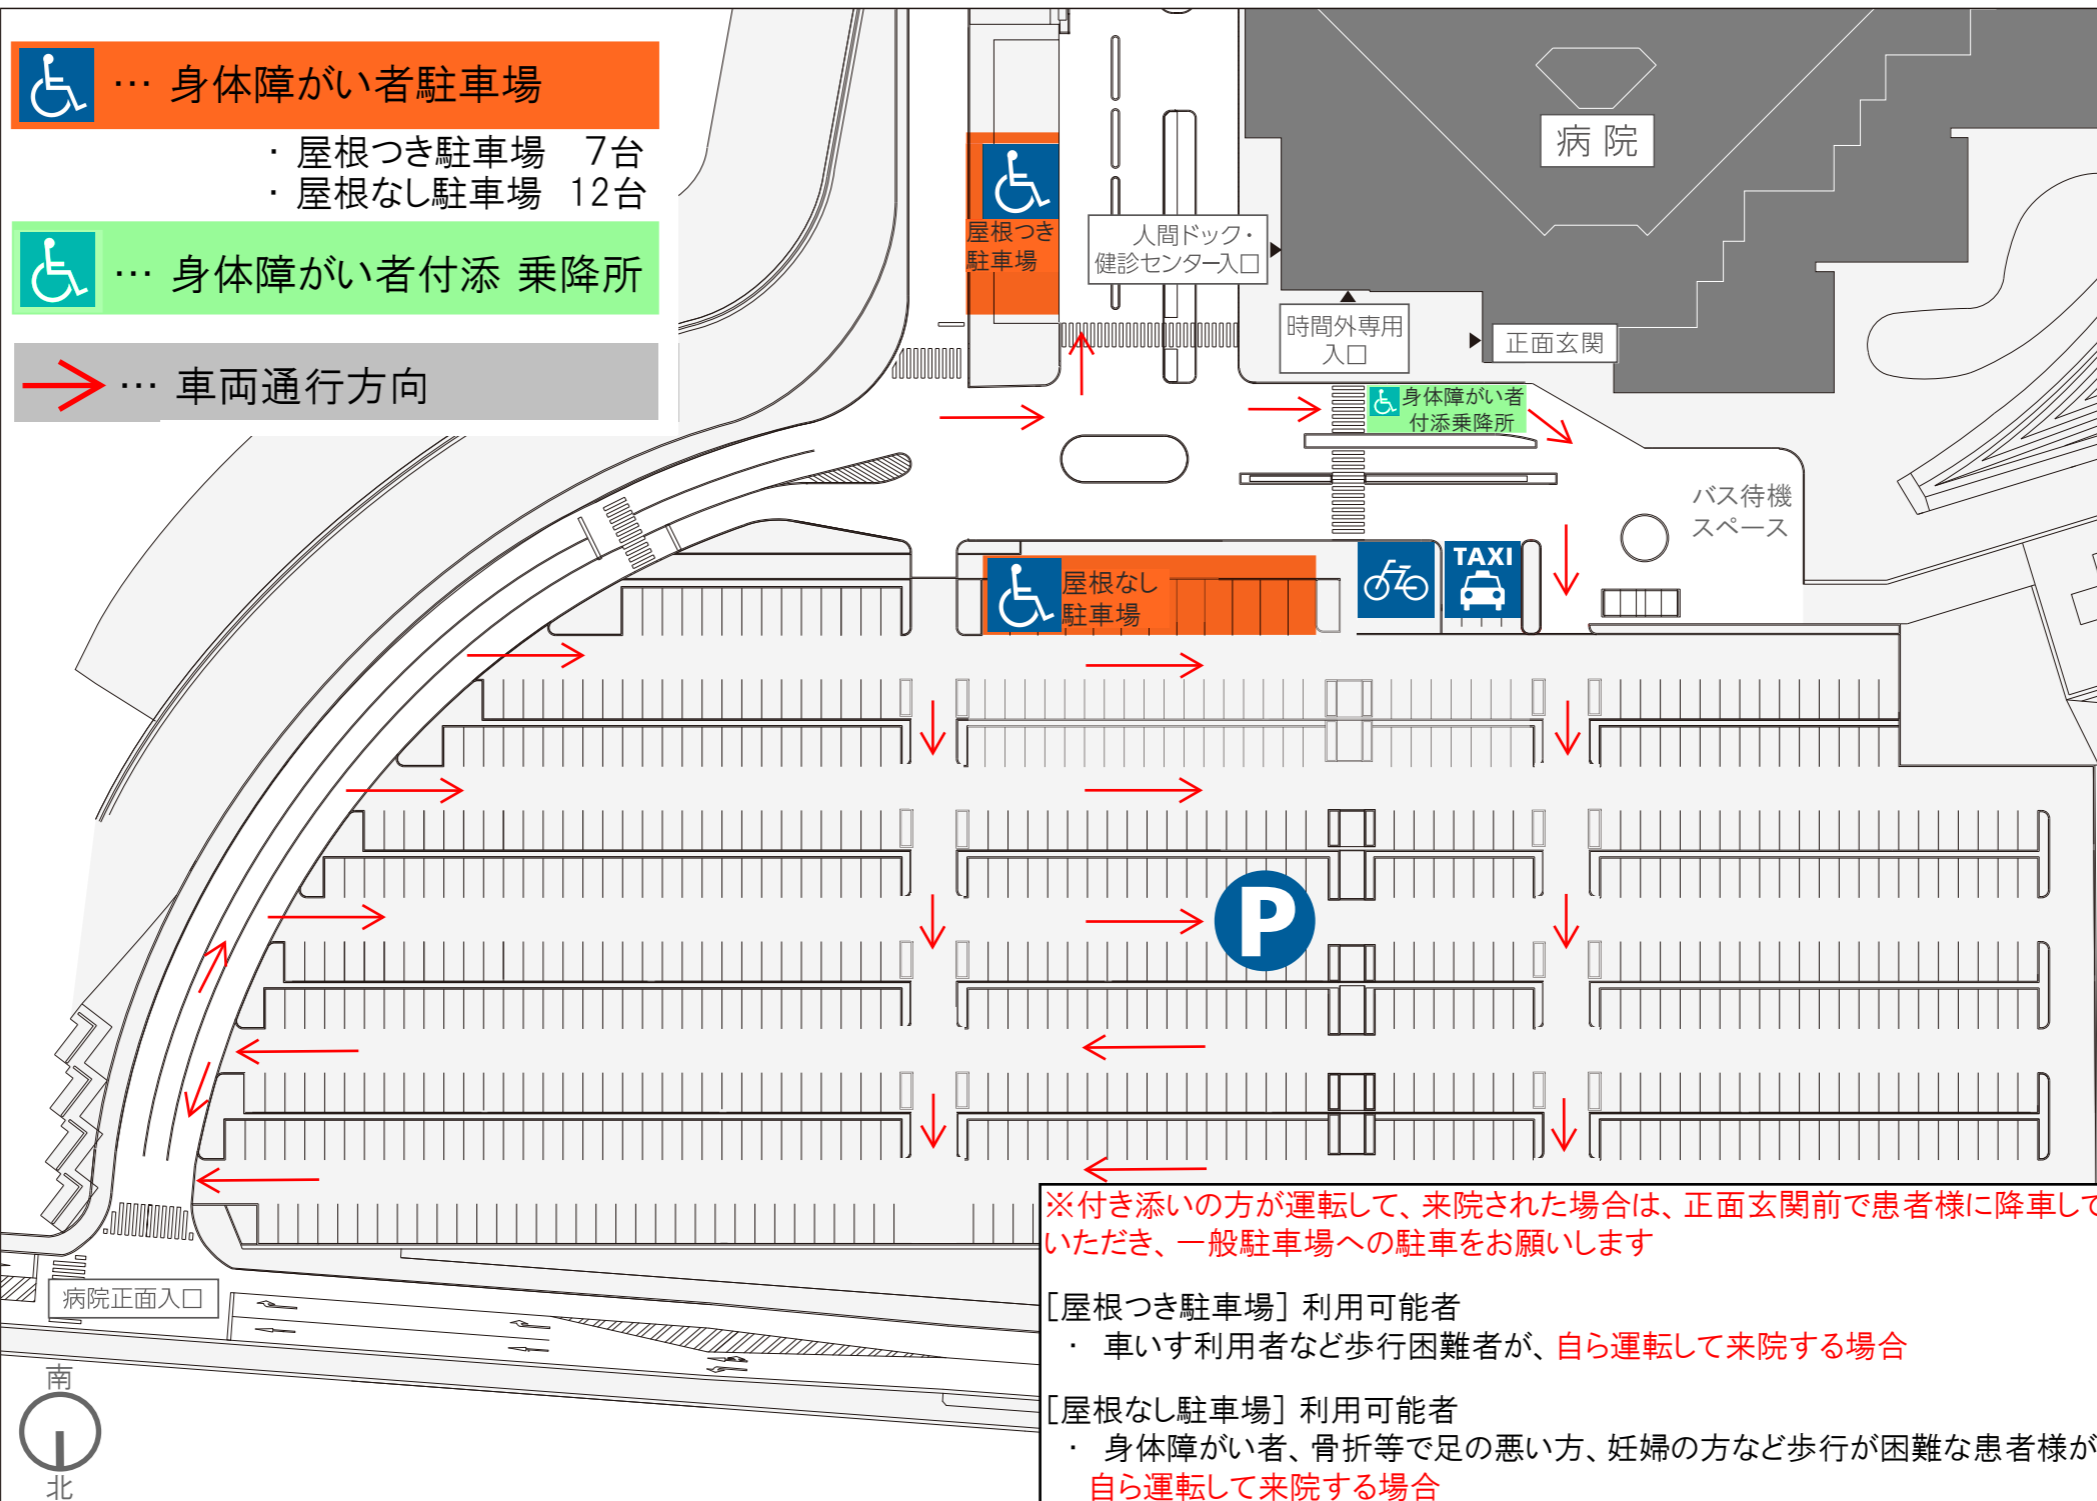 … 身体障がい者駐車場
・ 屋根つき駐車場 7台
・ 屋根なし駐車場 12台
… 身体障がい者付添 乗降所
… 車両通行方向
病 院
屋根つき
駐車場
人間ドック・
健診センター入口
時間外専用
入口
正面玄関
身体障がい者
付添乗降所
バス待機
スペース
屋根なし
駐車場
TAXI
P
※付き添いの方が運転して、来院された場合は、正面玄関前で患者様に降車して
いただき、一般駐車場への駐車をお願いします
[屋根つき駐車場] 利用可能者
・ 車いす利用者など歩行困難者が、自ら運転して来院する場合
[屋根なし駐車場] 利用可能者
・ 身体障がい者、骨折等で足の悪い方、妊婦の方など歩行が困難な患者様が
自ら運転して来院する場合
病院正面入口
南
北